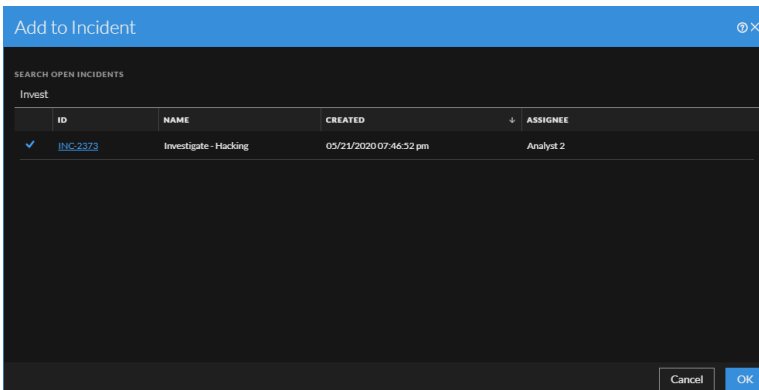 Add to Incident
SEARCH OPEN INCIDENTS
Invest
ID NAME CREATED ASSIGNEE
INC-2373 Investigate - Hacking 05/21/2020 07:46:52 pm Analyst 2
Cancel OK